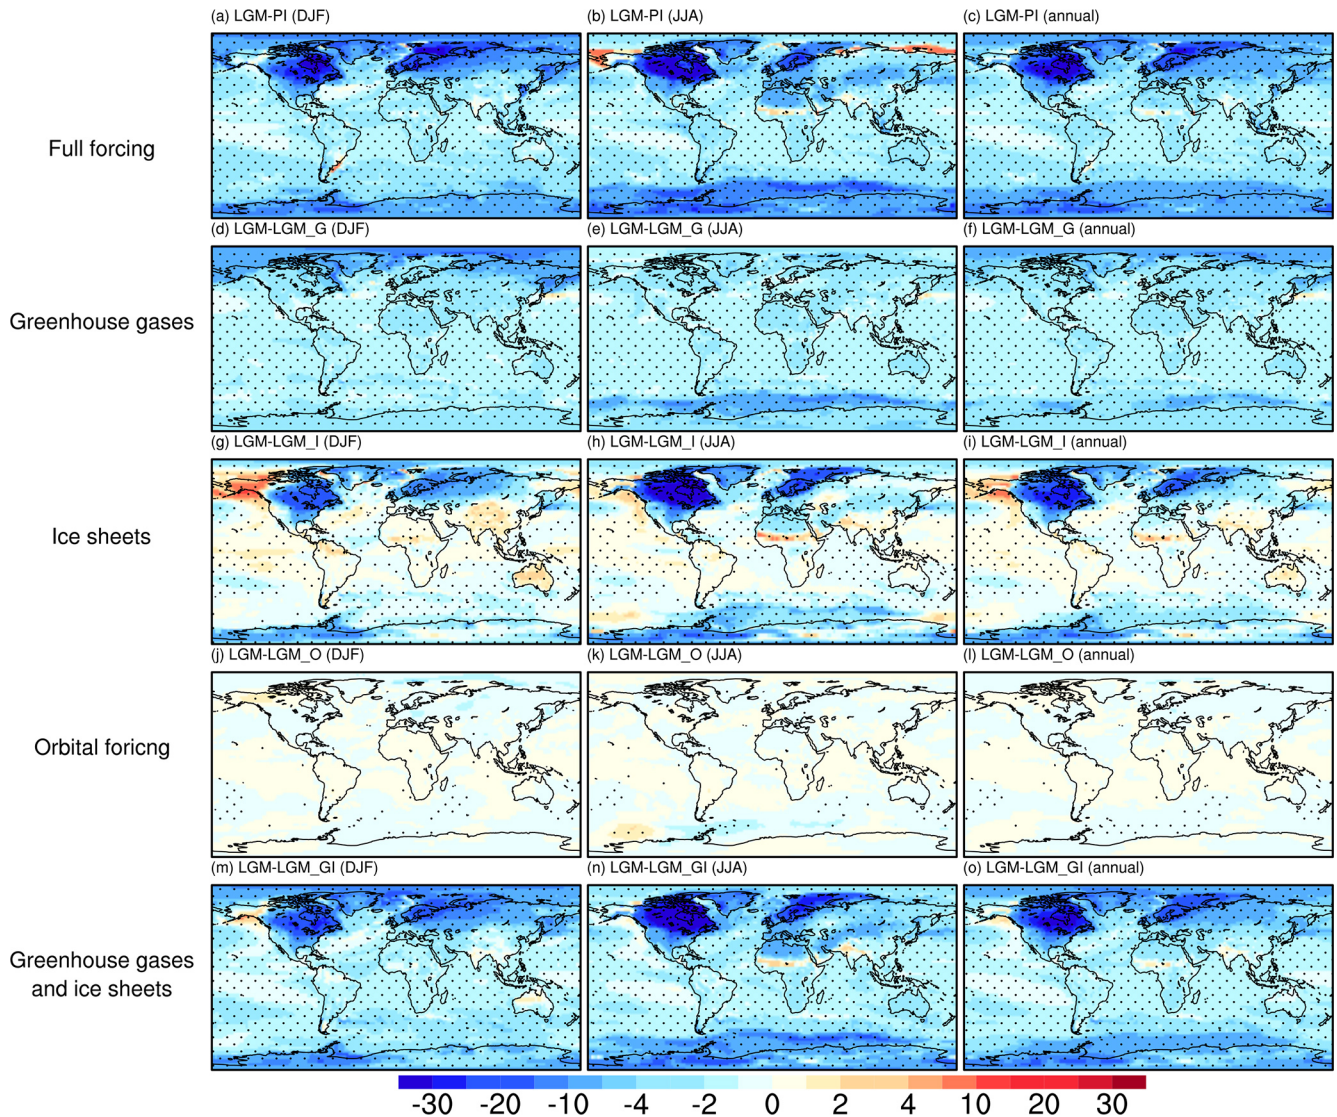 (a) LGM-PI (DJF)
(b) LGM-PI (JJA)
(c) LGM-PI (annual)
Full forcing
(d) LGM-LGM_G (DJF)
(e) LGM-LGM_G (JJA)
(f) LGM-LGM_G (annual)
Greenhouse gases
(g) LGM-LGM_I (DJF)
(h) LGM-LGM_I (JJA)
(i) LGM-LGM_I (annual)
Ice sheets
(j) LGM-LGM_O (DJF)
(k) LGM-LGM_O (JJA)
(l) LGM-LGM_O (annual)
Orbital foricng
(m) LGM-LGM_GI (DJF)
(n) LGM-LGM_GI (JJA)
(o) LGM-LGM_GI (annual)
Greenhouse gases
and ice sheets
-30 -20 -10 -4 -2 0 2 4 10 20 30